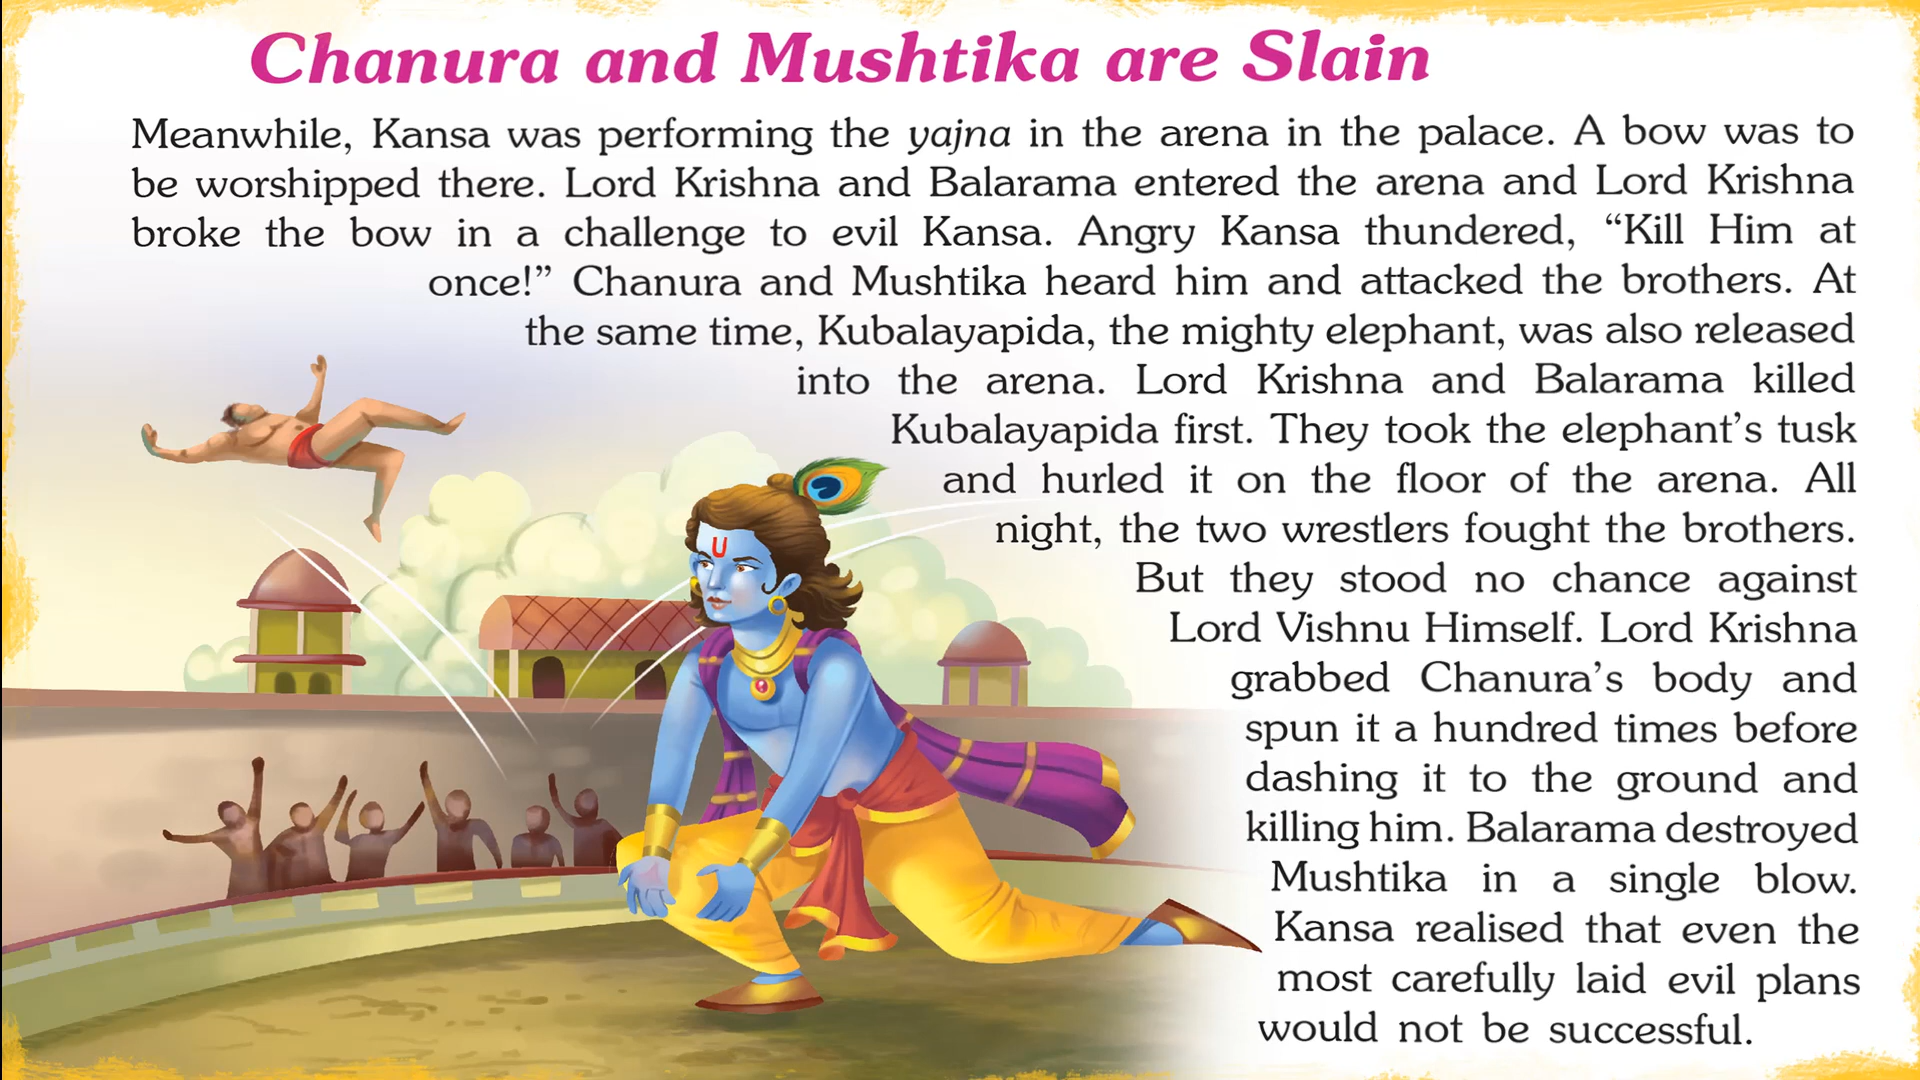 Chanura and Mushtika are Slain
Meanwhile, Kansa was performing the yajna in the arena in the palace. A bow was to
be worshipped there. Lord Krishna and Balarama entered the arena and Lord Krishna
broke the bow in a challenge to evil Kansa. Angry Kansa thundered, “Kill Him at
once!” Chanura and Mushtika heard him and attacked the brothers. At
the same time, Kubalayapida, the mighty elephant, was also released
into the arena. Lord Krishna and Balarama killed
Kubalayapida first. They took the elephant’s tusk
and hurled it on the floor of the arena. All
night, the two wrestlers fought the brothers.
But they stood no chance against
Lord Vishnu Himself. Lord Krishna
grabbed Chanura’s body and
spun it a hundred times before
dashing it to the ground and
killing him. Balarama destroyed
Mushtika in a single blow.
Kansa realised that even the
most carefully laid evil plans
would not be successful.